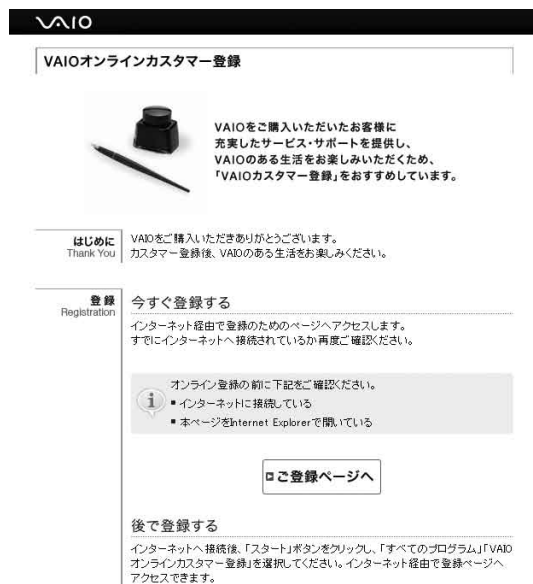 VAIO
VAIOオンラインカスタマー登録
VAIOをご購入いただいたお客様に
充実したサービス・サポートを提供し、
VAIOのある生活をお楽しみいただくため、
「VAIOカスタマー登録」をおすすめしています。
はじめに
Thank You
VAIOをご購入いただきありがとうございます。
カスタマー登録後、VAIOのある生活をお楽しみください。
登録
Registration
今すぐ登録する
インターネット経由で登録のためのページへアクセスします。
すでにインターネットへ接続されているか再度ご確認ください。
オンライン登録の前に下記をご確認ください。
■ インターネットに接続している
■ 本ページをInternet Explorerで開いている
ご登録ページへ
後で登録する
インターネットへ接続後、「スタート」ボタンをクリックし、「すべてのプログラム」「VAIO
オンラインカスタマー登録」を選択してください。インターネット経由で登録ページへ
アクセスできます。